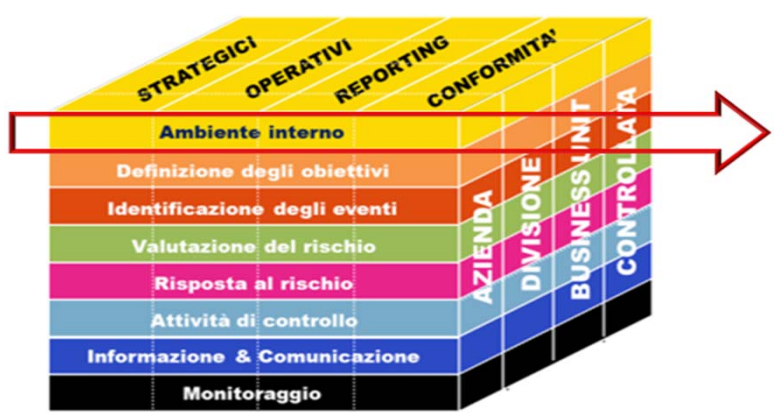 STRATEGICI
OPERATIVI
REPORTING
CONFORMITA'
Ambiente interno
Definizione degli obiettivi
Identificazione degli eventi
Valutazione del rischio
Risposta al rischio
Attività di controllo
Informazione & Comunicazione
Monitoraggio
AZIENDA
DIVISIONE
BUSINESS UNIT
CONTROLLATA